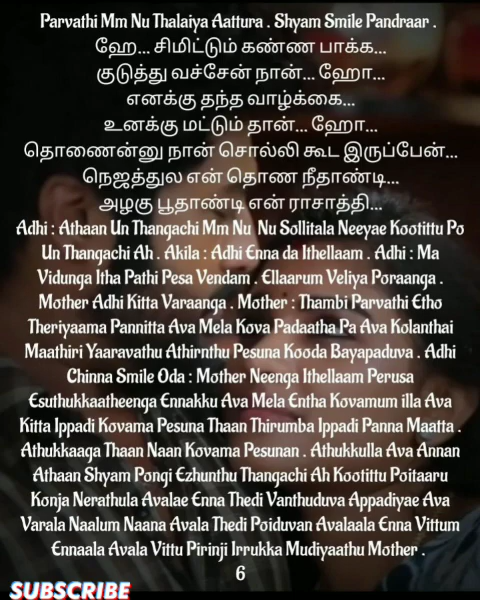 Parvathi Mm Nu Thalaiya Aattura . Shyam Smile Pandraar .
ஹே... சிமிட்டும் கண்ண பாக்க...
குடுத்து வச்சேன் நான்... ஹோ...
எனக்கு தந்த வாழ்க்கை...
உனக்கு மட்டும் தான்... ஹோ...
தொணைன்னு நான் சொல்லி கூட இருப்பேன்...
நெஜத்துல என் தொண நீதாண்டி...
அழகு பூதாண்டி என் ராசாத்தி...
Adhi : Athaan Un Thangachi Mm Nu Nu Sollitala Neeyae Kootittu Po
Un Thangachi Ah . Akila : Adhi Enna da Ithellaam . Adhi : Ma
Vidunga Itha Pathi Pesa Vendam . Ellaarum Veliya Poraanga .
Mother Adhi Kitta Varaanga . Mother : Thambi Parvathi Etho
Theriyaama Pannitta Ava Mela Kova Padaatha Pa Ava Kolanthai
Maathiri Yaaravathu Athirnthu Pesuna Kooda Bayapaduva . Adhi
Chinna Smile Oda : Mother Neenga Ithellaam Perusa
Esuthukkaatheenga Ennakku Ava Mela Entha Kovamum illa Ava
Kitta Ippadi Kovama Pesuna Thaan Thirumba Ippadi Panna Maatta .
Athukkaaga Thaan Naan Kovama Pesunan . Athukkulla Ava Annan
Athaan Shyam Pongi Ezhunthu Thangachi Ah Kootittu Poitaaru
Konja Nerathula Avalae Enna Thedi Vanthuduva Appadiyae Ava
Varala Naalum Naana Avala Thedi Poiduvan Avalaala Enna Vittum
Ennaala Avala Vittu Pirinji Irrukka Mudiyaathu Mother .
6
SUBSCRIBE